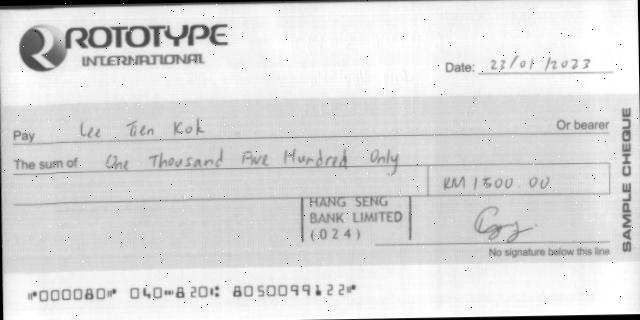 ROTOTYPE
INTERNATIONAL
Date: 23/01/2023
Pay Lee Tien Kok Or bearer
The sum of. One Thousand Five Hundred Only
RM 1500.00
HANG SENG
BANK LIMITED
(.024)
No signature below this line
SAMPLE CHEQUE
"000080" 040 820 8050099122"